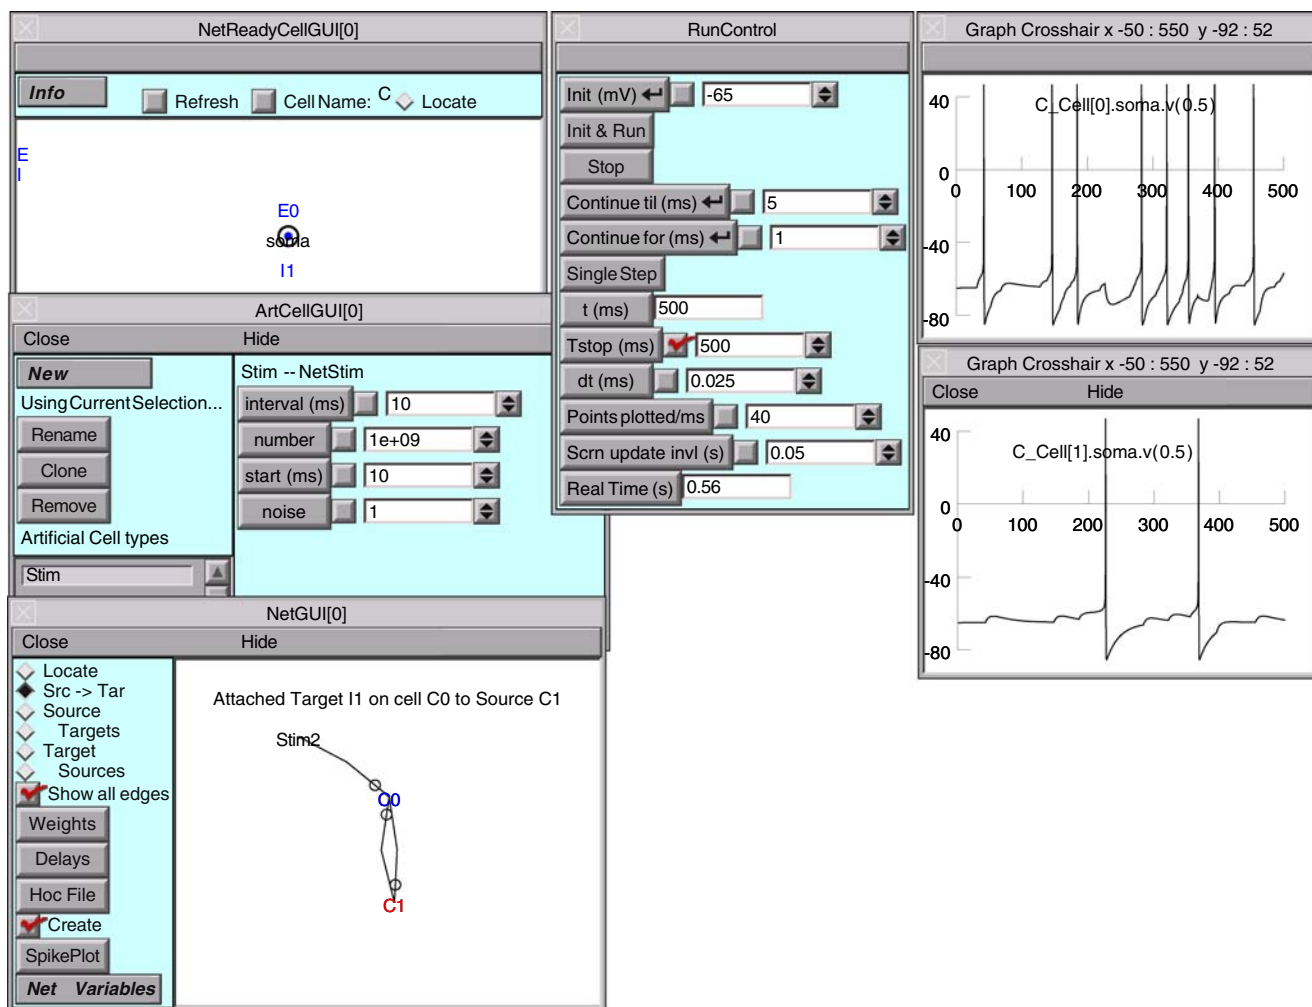 NetReadyCellGUI[0]
Info
Refresh
Cell Name: C
Locate
E
I
E0
soma
I1
ArtCellGUI[0]
Close
Hide
New
Using Current Selection...
Rename
Clone
Remove
Artificial Cell types
Stim
Stim -- NetStim
interval (ms)
10
number
1e+09
start (ms)
10
noise
1
NetGUI[0]
Close
Hide
Locate
Src -> Tar
Source
Targets
Target
Sources
Show all edges
Weights
Delays
Hoc File
Create
SpikePlot
Net Variables
Attached Target I1 on cell C0 to Source C1
Stim2
C0
C1
RunControl
Init (mV)
-65
Init & Run
Stop
Continue til (ms)
5
Continue for (ms)
1
Single Step
t (ms)
500
Tstop (ms)
500
dt (ms)
0.025
Points plotted/ms
40
Scrn update invl (s)
0.05
Real Time (s)
0.56
Graph Crosshair x -50 : 550 y -92 : 52
C_Cell[0].soma.v(0.5)
40
0
-40
-80
0 100 200 300 400 500
Graph Crosshair x -50 : 550 y -92 : 52
Close
Hide
C_Cell[1].soma.v(0.5)
40
0
-40
-80
0 100 200 300 400 500